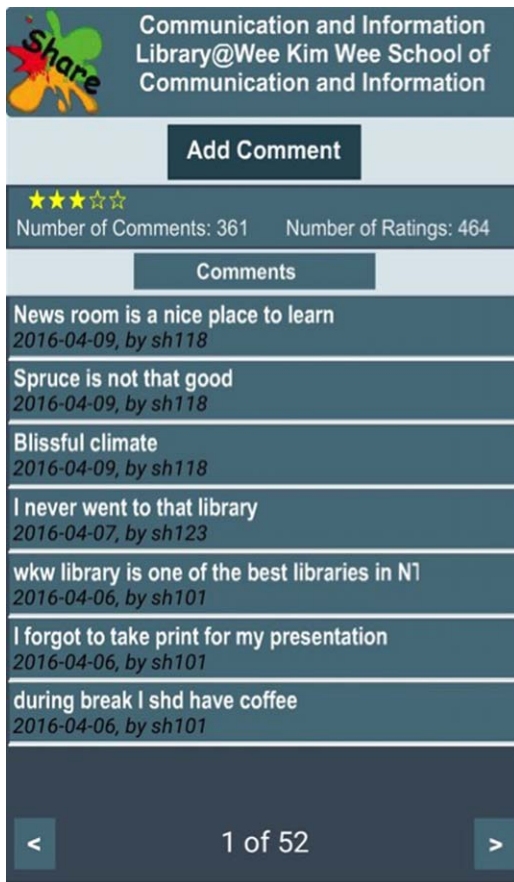 Share
Communication and Information
Library@Wee Kim Wee School of
Communication and Information
Add Comment
Number of Comments: 361 Number of Ratings: 464
Comments
News room is a nice place to learn
2016-04-09, by sh118
Spruce is not that good
2016-04-09, by sh118
Blissful climate
2016-04-09, by sh118
I never went to that library
2016-04-07, by sh123
wkw library is one of the best libraries in
2016-04-06, by sh101
I forgot to take print for my presentation
2016-04-06, by sh101
during break I shd have coffee
2016-04-06, by sh101
< 1 of 52 >